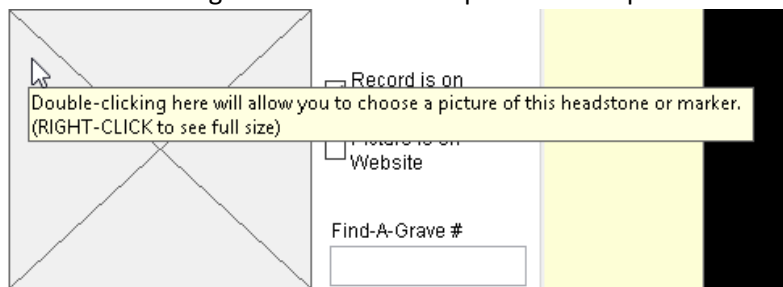 Record is on
Double-clicking here will allow you to choose a picture of this headstone or marker.
(RIGHT-CLICK to see full size)
Website
Find-A-Grave #